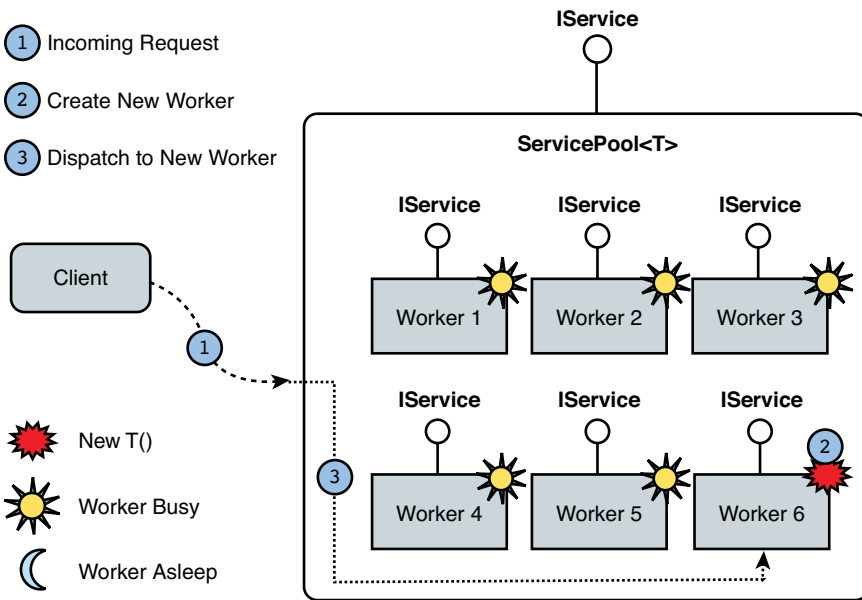 1 Incoming Request
2 Create New Worker
3 Dispatch to New Worker
IService
ServicePool<T>
IService IService IService
Worker 1 Worker 2 Worker 3
Client
1
IService IService IService
2
3
Worker 4 Worker 5 Worker 6
New T()
Worker Busy
Worker Asleep